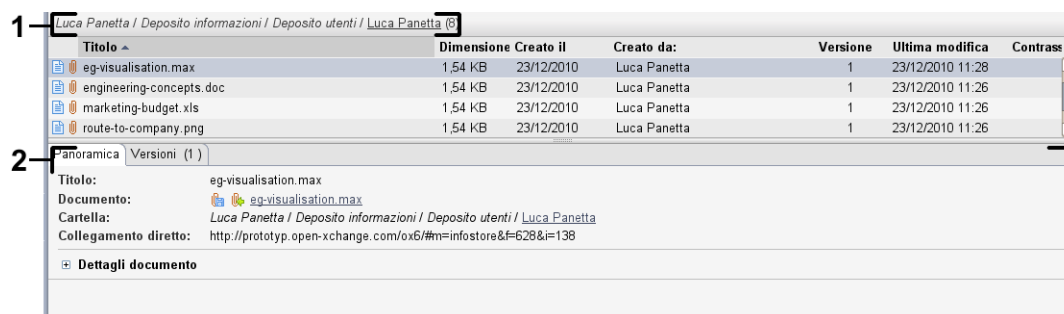 1
Luca Panetta / Deposito informazioni / Deposito utenti / Luca Panetta (8)
Titolo Dimensione Creato il Creato da: Versione Ultima modifica Contrass
eg-visualisation.max 1,54 KB 23/12/2010 Luca Panetta 1 23/12/2010 11:28
engineering-concepts.doc 1,54 KB 23/12/2010 Luca Panetta 1 23/12/2010 11:26
marketing-budget.xls 1,54 KB 23/12/2010 Luca Panetta 1 23/12/2010 11:26
route-to-company.png 1,54 KB 23/12/2010 Luca Panetta 1 23/12/2010 11:26
2
Panoramica Versioni (1)
Titolo: eg-visualisation.max
Documento: eg-visualisation.max
Cartella: Luca Panetta / Deposito informazioni / Deposito utenti / Luca Panetta
Collegamento diretto: http://prototyp.open-xchange.com/ox6/#m=infostore&f=628&i=138
Dettagli documento